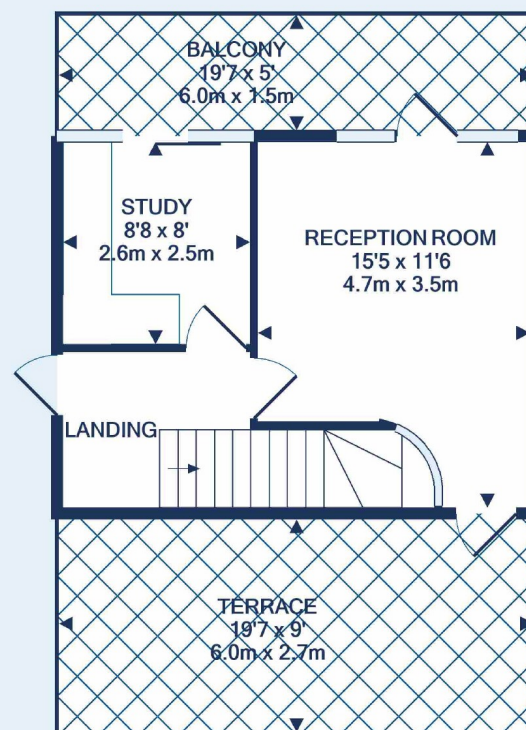 BALCONY
19'7 x 5'
6.0m x 1.5m
STUDY
8'8 x 8'
2.6m x 2.5m
RECEPTION ROOM
15'5 x 11'6
4.7m x 3.5m
LANDING
TERRACE
19'7 x 9'
6.0m x 2.7m